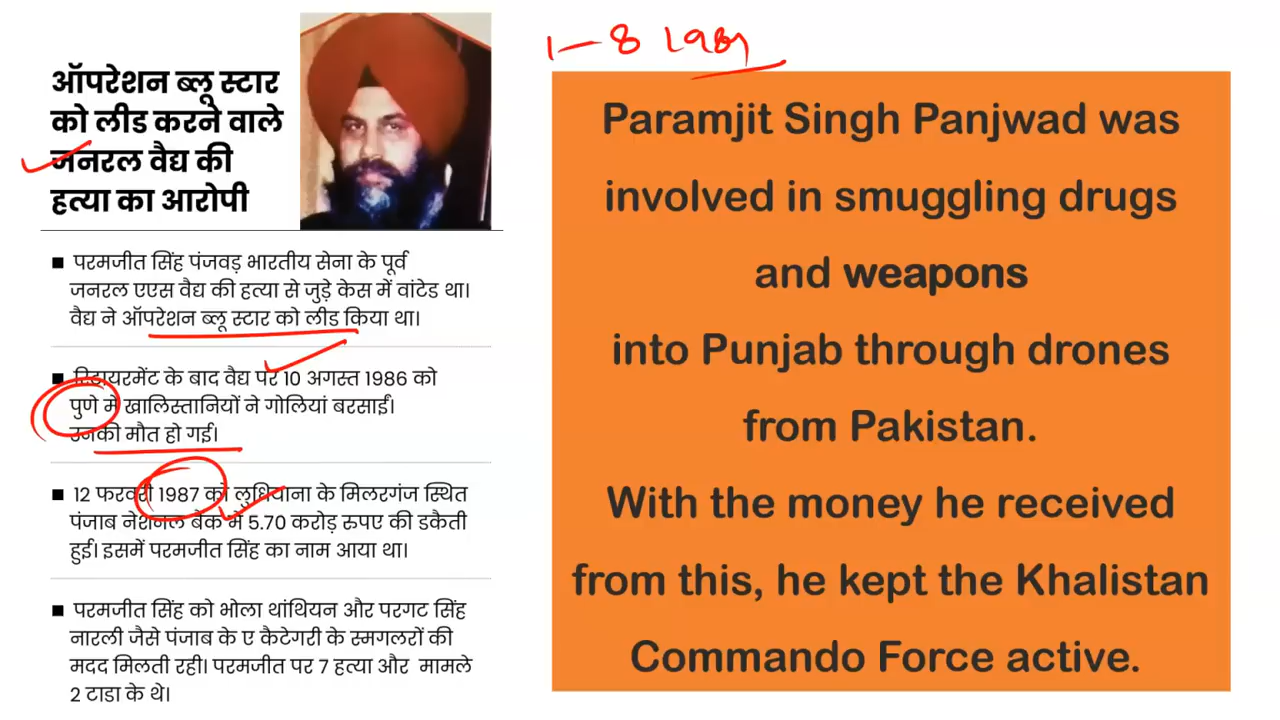 ऑपरेशन ब्लू स्टार
को लीड करने वाले
जनरल वैद्य की
हत्या का आरोपी
■ परमजीत सिंह पंजवड़ भारतीय सेना के पूर्व
जनरल एएस वैद्य की हत्या से जुड़े केस में वांटेड था।
वैद्य ने ऑपरेशन ब्लू स्टार को लीड किया था।
■ रिटायरमेंट के बाद वैद्य पर 10 अगस्त 1986 को
पुणे में खालिस्तानियों ने गोलियां बरसाईं।
उनकी मौत हो गई।
■ 12 फरवरी 1987 को लुधियाना के मिलरगंज स्थित
पंजाब नेशनल बैंक में 5.70 करोड़ रुपए की डकैती
हुई। इसमें परमजीत सिंह का नाम आया था।
■ परमजीत सिंह को भोला थांथियन और परगट सिंह
नारली जैसे पंजाब के ए कैटेगरी के स्मगलरों की
मदद मिलती रही। परमजीत पर 7 हत्या और मामले
2 टाडा के थे।
1-8 1989
Paramjit Singh Panjwad was
involved in smuggling drugs
and weapons
into Punjab through drones
from Pakistan.
With the money he received
from this, he kept the Khalistan
Commando Force active.